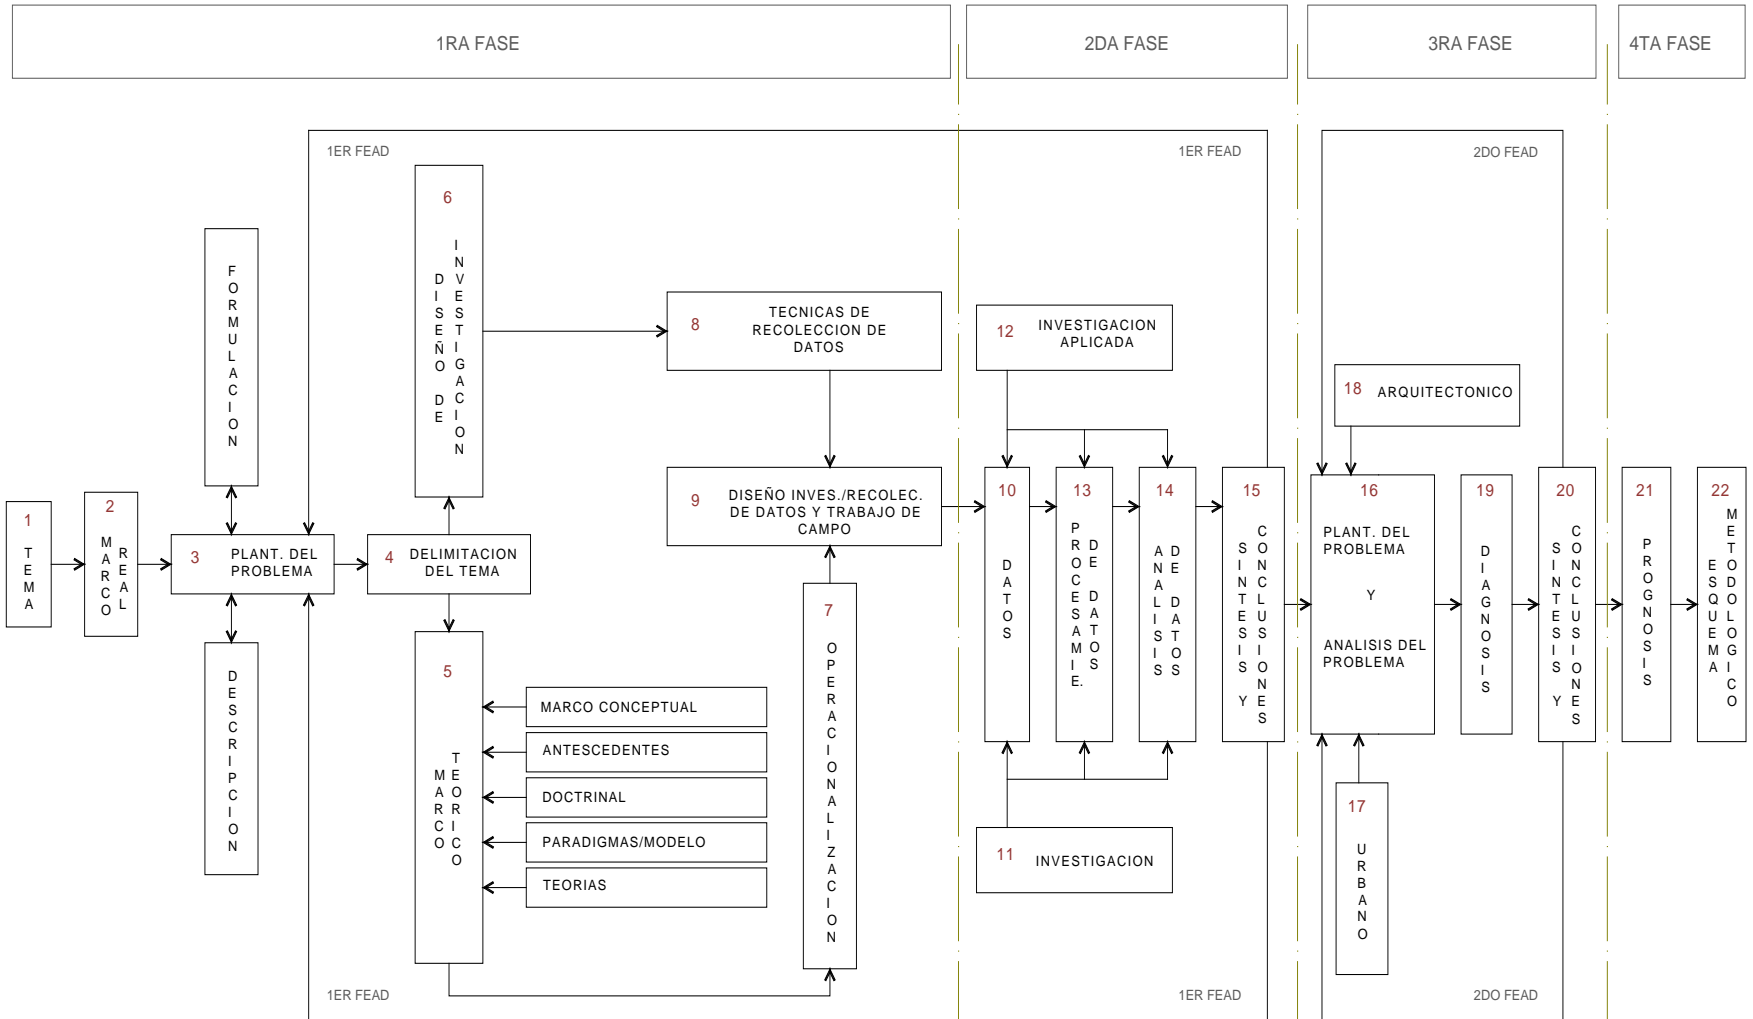 1RA FASE
2DA FASE
3RA FASE
4TA FASE
1ER FEAD
1ER FEAD
2DO FEAD
1
TEMA
2
MARCO
REAL
FORMULACION
3
PLANT. DEL
PROBLEMA
DESCRIPCION
4
DELIMITACION
DEL TEMA
6
DISEÑO DE
INVESTIGACION
5
MARCO
TEORICO
MARCO CONCEPTUAL
ANTESCEDENTES
DOCTRINAL
PARADIGMAS/MODELO
TEORÍAS
8
TECNICAS DE
RECOLECCION DE
DATOS
9
DISEÑO INVES./RECOLEC.
DE DATOS Y TRABAJO DE
CAMPO
7
OPERACIONALIZACION
12
INVESTIGACION
APLICADA
10
DATOS
13
PROCESAMIE.
DE DATOS
14
ANALISIS
DE DATOS
15
SINTESIS Y
CONCLUSIONES
11
INVESTIGACION
18
ARQUITECTONICO
16
PLANT. DEL
PROBLEMA
Y
ANALISIS DEL
PROBLEMA
17
URBANO
19
DIAGNOSIS
20
SINTESIS Y
CONCLUSIONES
21
PROGNOSIS
22
ESQUEMA
METODOLOGICO
1ER FEAD
1ER FEAD
2DO FEAD